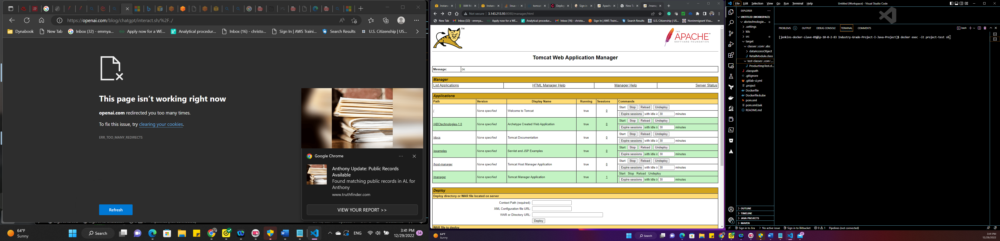 https://openai.com/blog/chatgpt/interact.sh/%2F../
Dynabook
New Tab
Inbox (32) - emmya...
Apply now for a WE...
Analytical procedur...
Inbox (16) - christo...
Sign In | AWS Traini...
Search Results
U.S. Citizenship | US...
This page isn't working right now
openai.com redirected you too many times.
To fix this issue, try clearing your cookies.
ERR_TOO_MANY_REDIRECTS
Refresh
Google Chrome
Anthony Update: Public Records
Available
Found matching public records in AL for
Anthony
www.truthfinder.com
VIEW YOUR REPORT >>
64°F
Sunny
Search
ENG
3:41 PM
12/29/2022
34
Instanc
IAM M
Instanc
linux -
tomcat
Deploy
Sign in
Apache
New Ta
/manag
Not secure | 3.143.213.93:8080/manager/html
New Tab
Inbox (32) - emmya...
Apply now for a WE...
Analytical procedur...
Inbox (16) - christo...
Sign In | AWS Traini...
Search Results
U.S. Citizenship | US...
Nonimmigrant Visa...
TM
THE
APACHE
SOFTWARE FOUNDATION
Tomcat Web Application Manager
Message: OK
Manager
List Applications HTML Manager Help Manager Help Server Status
Applications
Path Version Display Name Running Sessions Commands
/ None specified Welcome to Tomcat true 0 Start Stop Reload Undeploy
Expire sessions with idle ≥ 30 minutes
/ABCtechnologies-1.0 None specified Archetype Created Web Application true 0 Start Stop Reload Undeploy
Expire sessions with idle ≥ 30 minutes
/docs None specified Tomcat Documentation true 0 Start Stop Reload Undeploy
Expire sessions with idle ≥ 30 minutes
/examples None specified Servlet and JSP Examples true 0 Start Stop Reload Undeploy
Expire sessions with idle ≥ 30 minutes
/host-manager None specified Tomcat Host Manager Application true 0 Start Stop Reload Undeploy
Expire sessions with idle ≥ 30 minutes
/manager None specified Tomcat Manager Application true 1 Start Stop Reload Undeploy
Expire sessions with idle ≥ 30 minutes
Deploy
Deploy directory or WAR file located on server
Context Path (required):
XML Configuration file URL:
WAR or Directory URL:
Deploy
WAR file to deploy
64°F
Sunny
Search
File Edit Selection View Go Run Terminal Help
Untitled (Workspace) - Visual Studio Code
EXPLORER
UNTITLED (WORKSPACE)
abctechnologie...
.settings
k8s
src
target
classes\com\abc
dataAccessObject
RetailModule.class
test-classes\com\...
ProductImpTest.cl...
.classpath
.gitignore
.gitlab-ci.yml
.project
Dockerfile
Dockerfile.kube
pom.xml
pom.xml.bak
README.md
OUTLINE
TIMELINE
JAVA PROJECTS
MAVEN
PROBLEMS 1 OUTPUT DEBUG CONSOLE TERMINAL COMMENTS
bash
[jenkins-docker-slave-01@ip-10-0-2-83 Industry-Grade-Project-I-Java-Project]$ docker exec -it project-test sh
Sign in to Jira
No active issue
Sign in to Bitbucket
0 1
Pipelines (not connected)
3:41 PM
12/29/2022